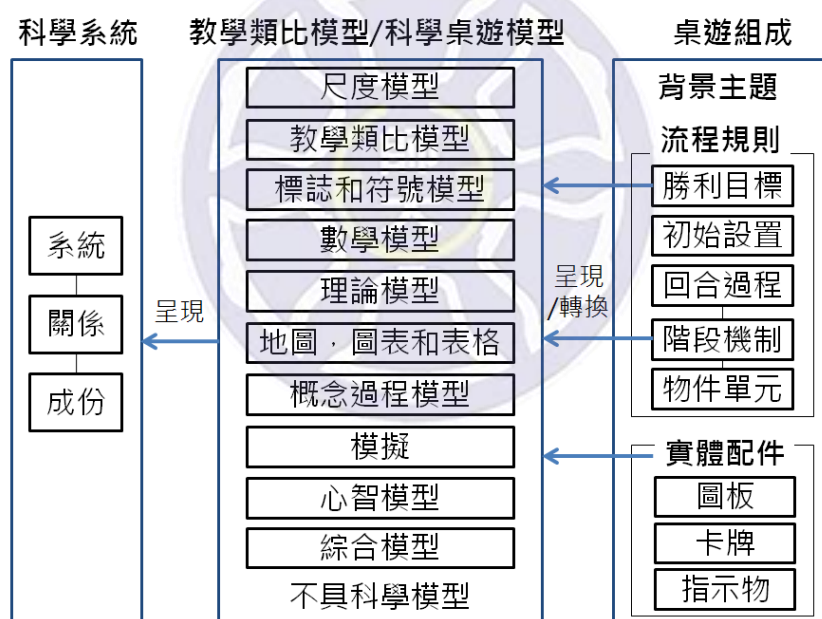 科學系統
教學類比模型/科學桌遊模型
桌遊組成
系統
關係
成份
呈現
尺度模型
教學類比模型
標誌和符號模型
數學模型
理論模型
地圖，圖表和表格
概念過程模型
模擬
心智模型
綜合模型
不具科學模型
呈現
/轉換
背景主題
流程規則
勝利目標
初始設置
回合過程
階段機制
物件單元
實體配件
圖板
卡牌
指示物